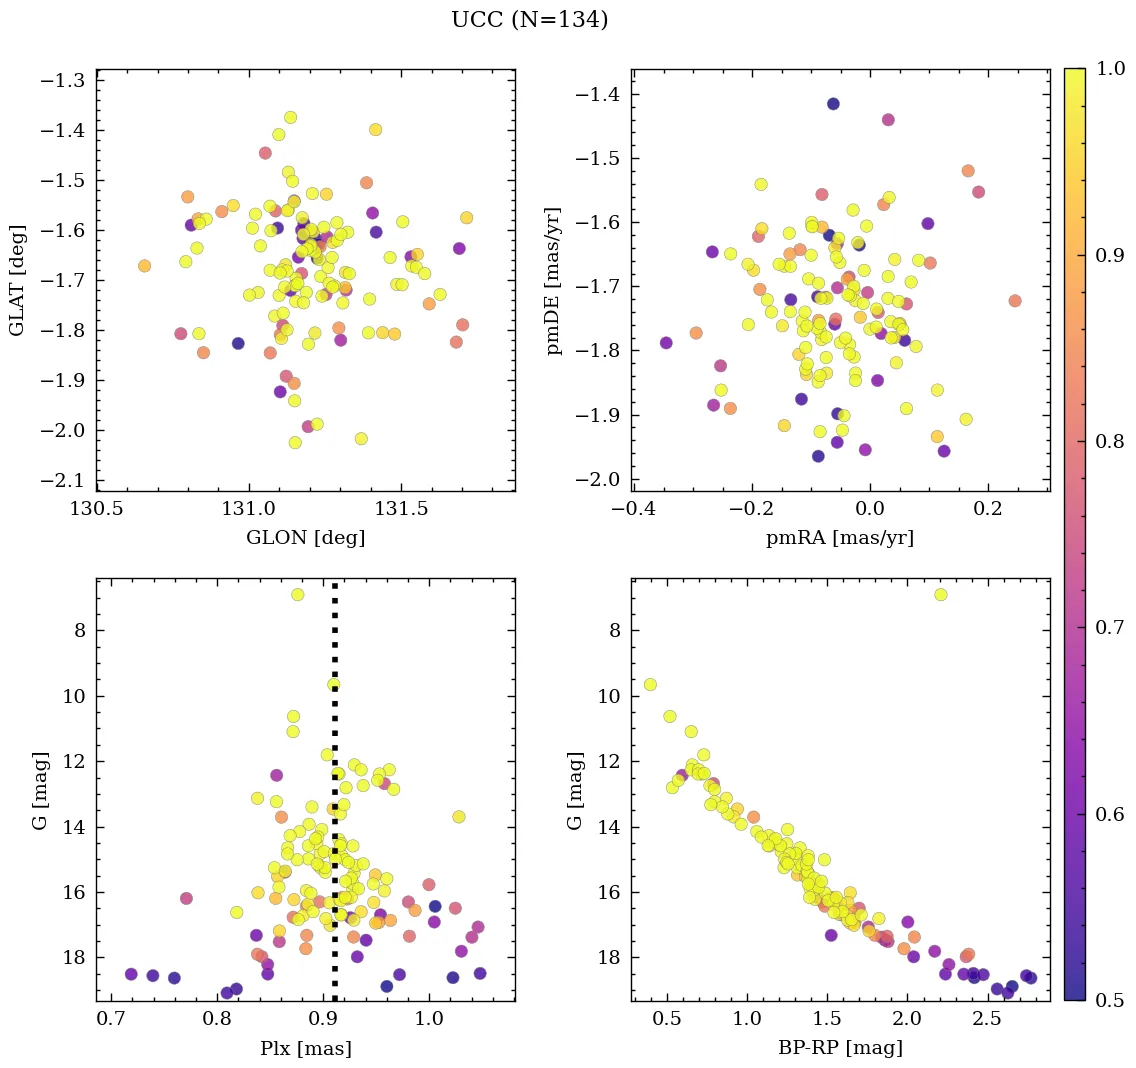 UCC (N=134)
−1.3
−1.4
−1.5
−1.6
−1.7
−1.8
−1.9
−2.0
−2.1
GLAT [deg]
130.5 131.0 131.5
GLON [deg]
−1.4
−1.5
−1.6
−1.7
−1.8
−1.9
−2.0
pmDE [mas/yr]
−0.4 −0.2 0.0 0.2
pmRA [mas/yr]
1.0
0.9
0.8
0.7
0.6
0.5
8
10
12
14
16
18
G [mag]
0.7 0.8 0.9 1.0
Plx [mas]
8
10
12
14
16
18
G [mag]
0.5 1.0 1.5 2.0 2.5
BP-RP [mag]